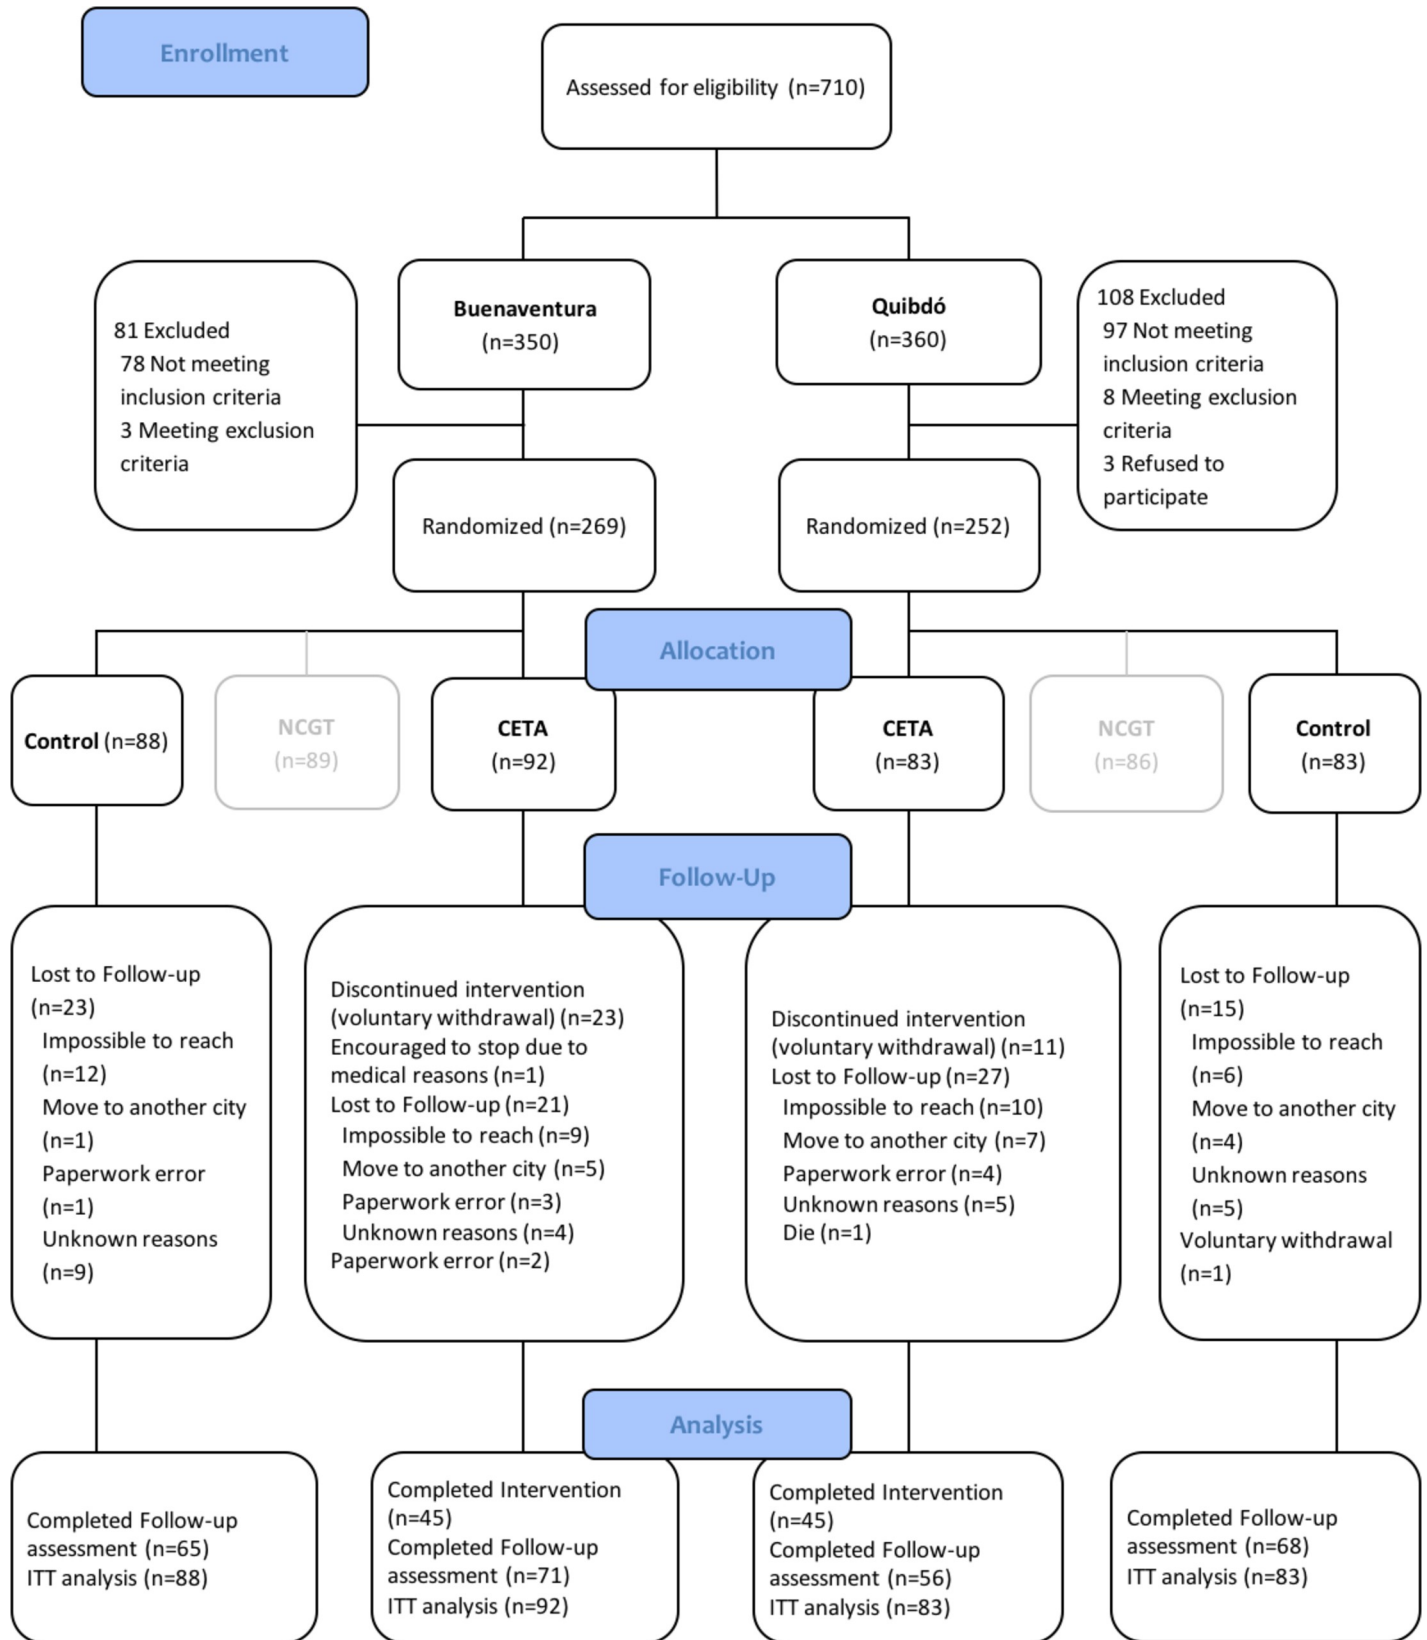 Enrollment
Assessed for eligibility (n=710)
81 Excluded
78 Not meeting
inclusion criteria
3 Meeting exclusion
criteria
Buenaventura
(n=350)
Quibdó
(n=360)
108 Excluded
97 Not meeting
inclusion criteria
8 Meeting exclusion
criteria
3 Refused to
participate
Randomized (n=269)
Randomized (n=252)
Allocation
Control (n=88)
NCGT
(n=89)
CETA
(n=92)
CETA
(n=83)
NCGT
(n=86)
Control
(n=83)
Follow-Up
Lost to Follow-up
(n=23)
Impossible to reach
(n=12)
Move to another city
(n=1)
Paperwork error
(n=1)
Unknown reasons
(n=9)
Discontinued intervention
(voluntary withdrawal) (n=23)
Encouraged to stop due to
medical reasons (n=1)
Lost to Follow-up (n=21)
Impossible to reach (n=9)
Move to another city (n=5)
Paperwork error (n=3)
Unknown reasons (n=4)
Paperwork error (n=2)
Discontinued intervention
(voluntary withdrawal) (n=11)
Lost to Follow-up (n=27)
Impossible to reach (n=10)
Move to another city (n=7)
Paperwork error (n=4)
Unknown reasons (n=5)
Die (n=1)
Lost to Follow-up
(n=15)
Impossible to reach
(n=6)
Move to another city
(n=4)
Unknown reasons
(n=5)
Voluntary withdrawal
(n=1)
Analysis
Completed Follow-up
assessment (n=65)
ITT analysis (n=88)
Completed Intervention
(n=45)
Completed Follow-up
assessment (n=71)
ITT analysis (n=92)
Completed Intervention
(n=45)
Completed Follow-up
assessment (n=56)
ITT analysis (n=83)
Completed Follow-up
assessment (n=68)
ITT analysis (n=83)